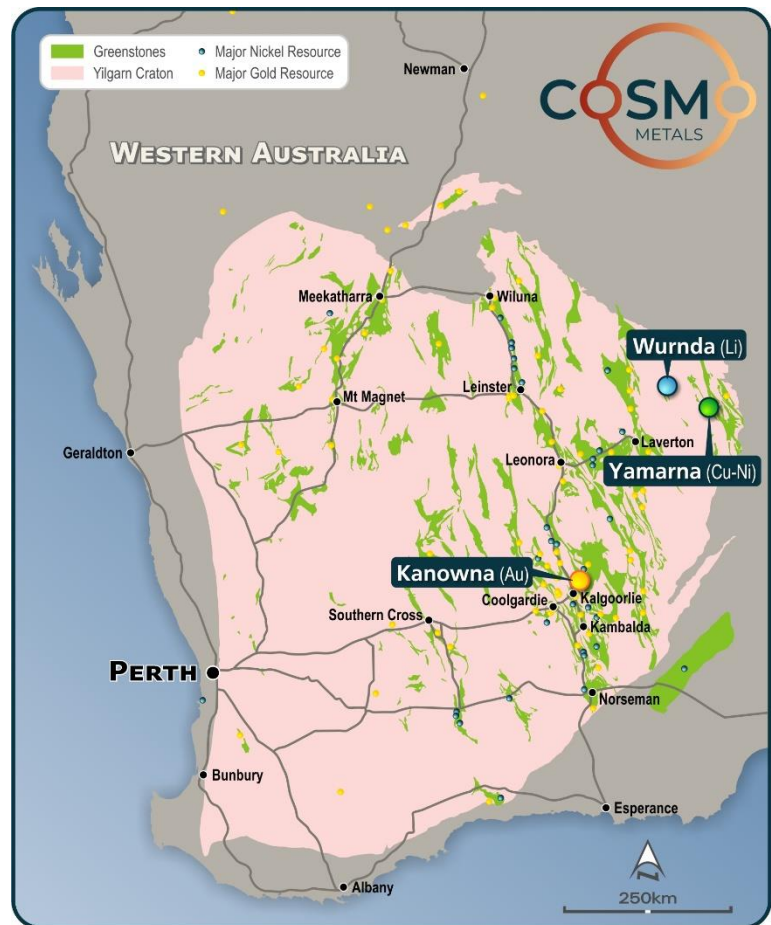 Greenstones
Major Nickel Resource
Yilgarn Craton
Major Gold Resource
Newman
COSMO
METALS
WESTERN AUSTRALIA
Meekatharra
Wiluna
Wurnda (Li)
Leinster
Mt Magnet
Geraldton
Laverton
Leonora
Yamarna (Cu-Ni)
Kanowna (Au)
Kalgoorlie
Coolgardie
Southern Cross
Kambalda
PERTH
Norseman
Bunbury
Esperance
Albany
N
250km